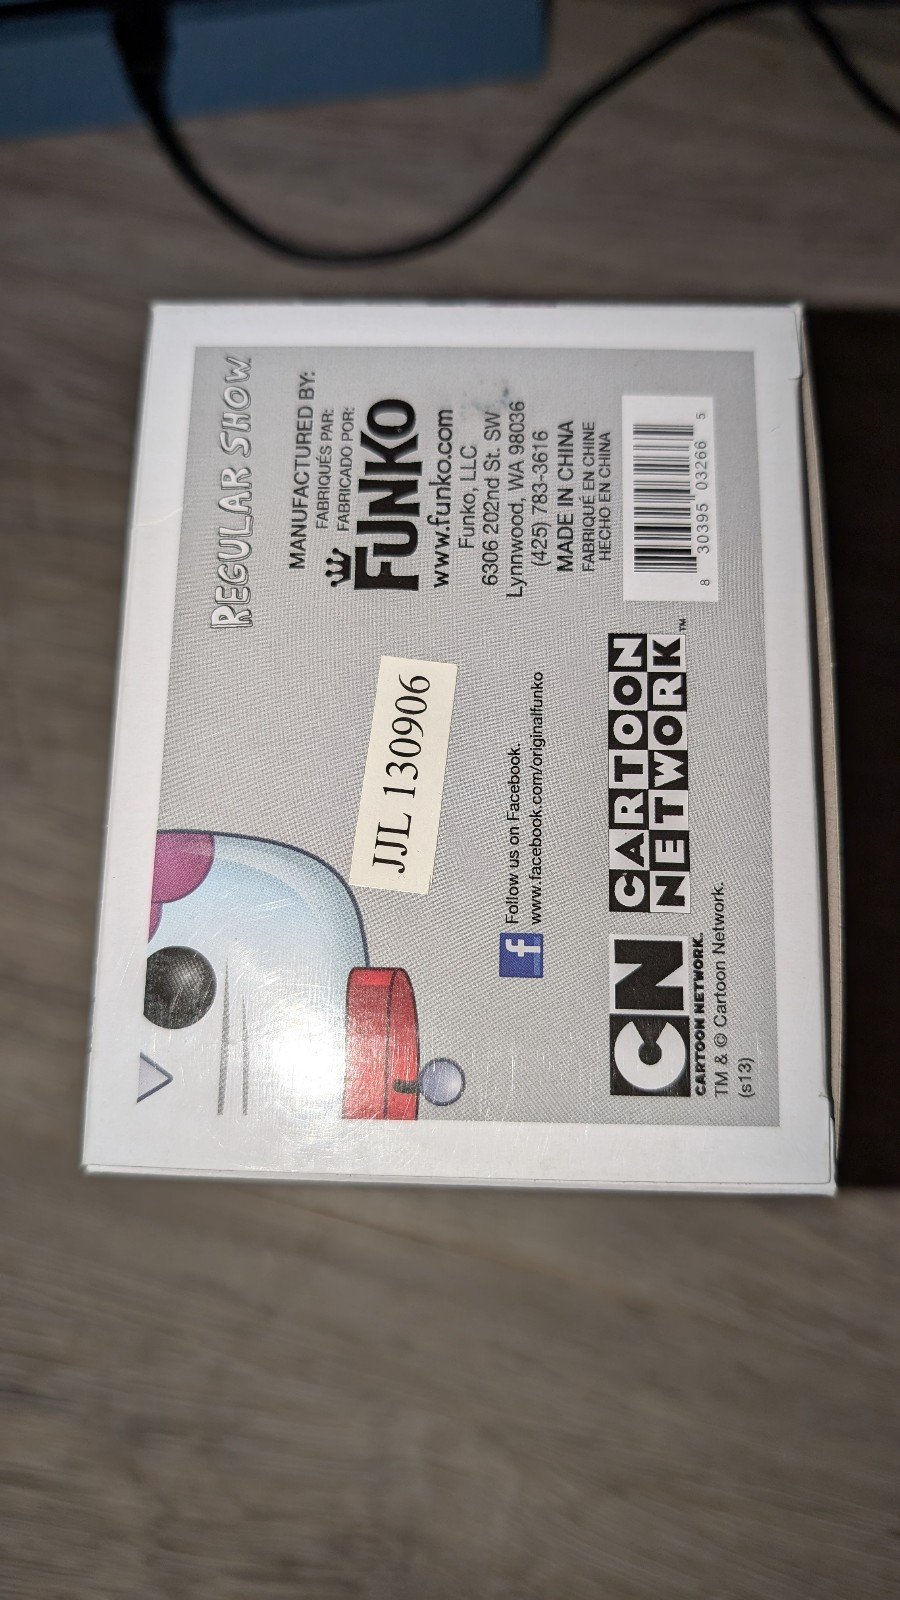 REGULAR SHOW
MANUFACTURED BY:
FABRIQUÉS PAR:
FABRICADO POR:
FUNKO
www.funko.com
Funko, LLC
6306 202nd St. SW
Lynnwood, WA 98036
(425) 783-3616
MADE IN CHINA
FABRIQUÉ EN CHINE
HECHO EN CHINA
8 30395 03266 5
JJL 130906
f
Follow us on Facebook.
www.facebook.com/originalfunko
CN
CARTOON NETWORK.
CARTOON
NETWORK™
TM & © Cartoon Network.
(s13)